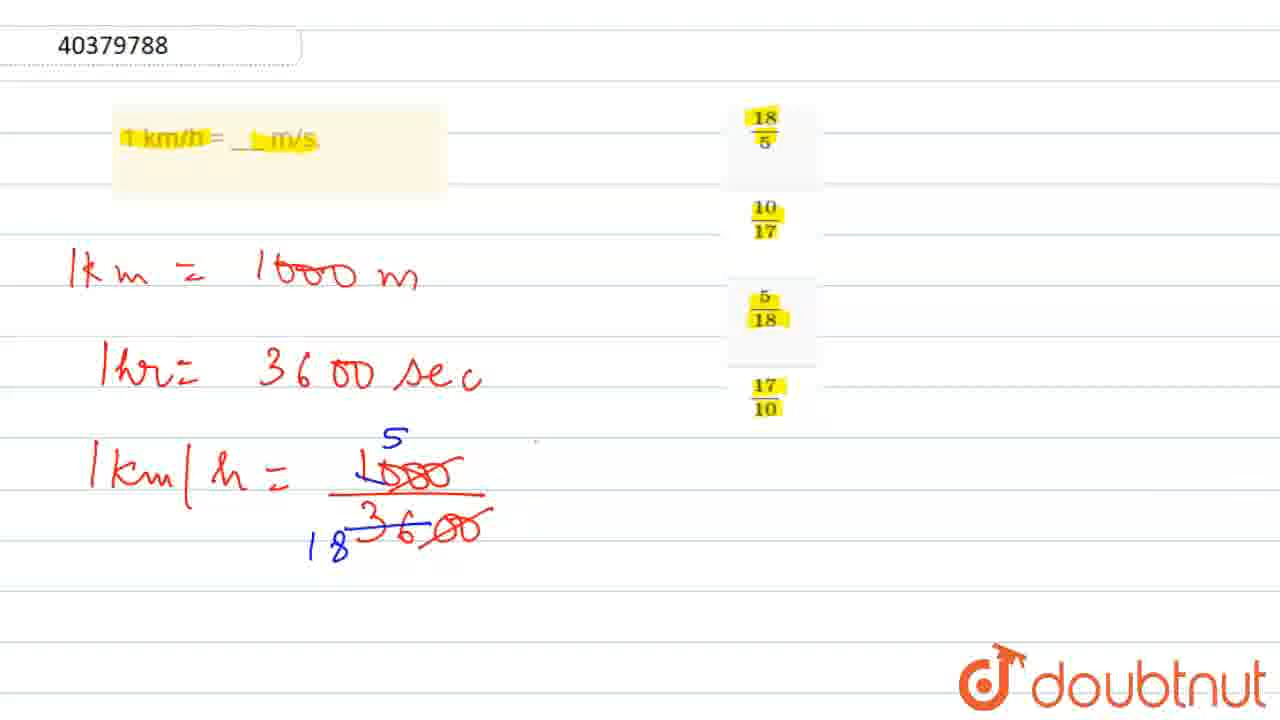 40379788
1 km/h = ___ m/s.
18/5
10/17
5/18
17/10
1km = 1000 m
1hr = 3600 sec
5
1km/h = 1000/3600
18
doubtnut